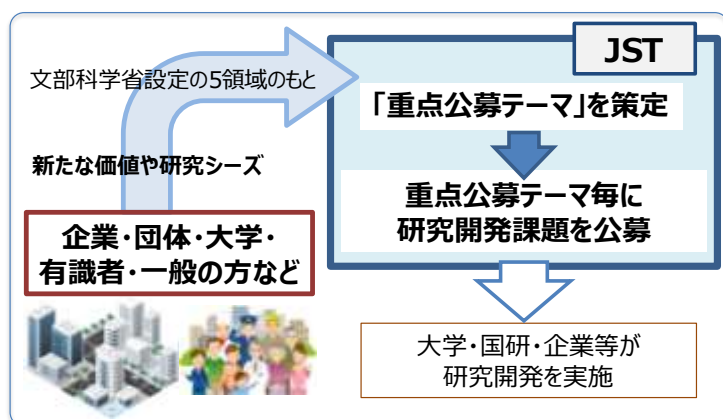 JST
文部科学省設定の5領域のもと
「重点公募テーマ」を策定
新たな価値や研究シーズ
重点公募テーマ毎に
研究開発課題を公募
企業・団体・大学・
有識者・一般の方など
大学・国研・企業等が
研究開発を実施